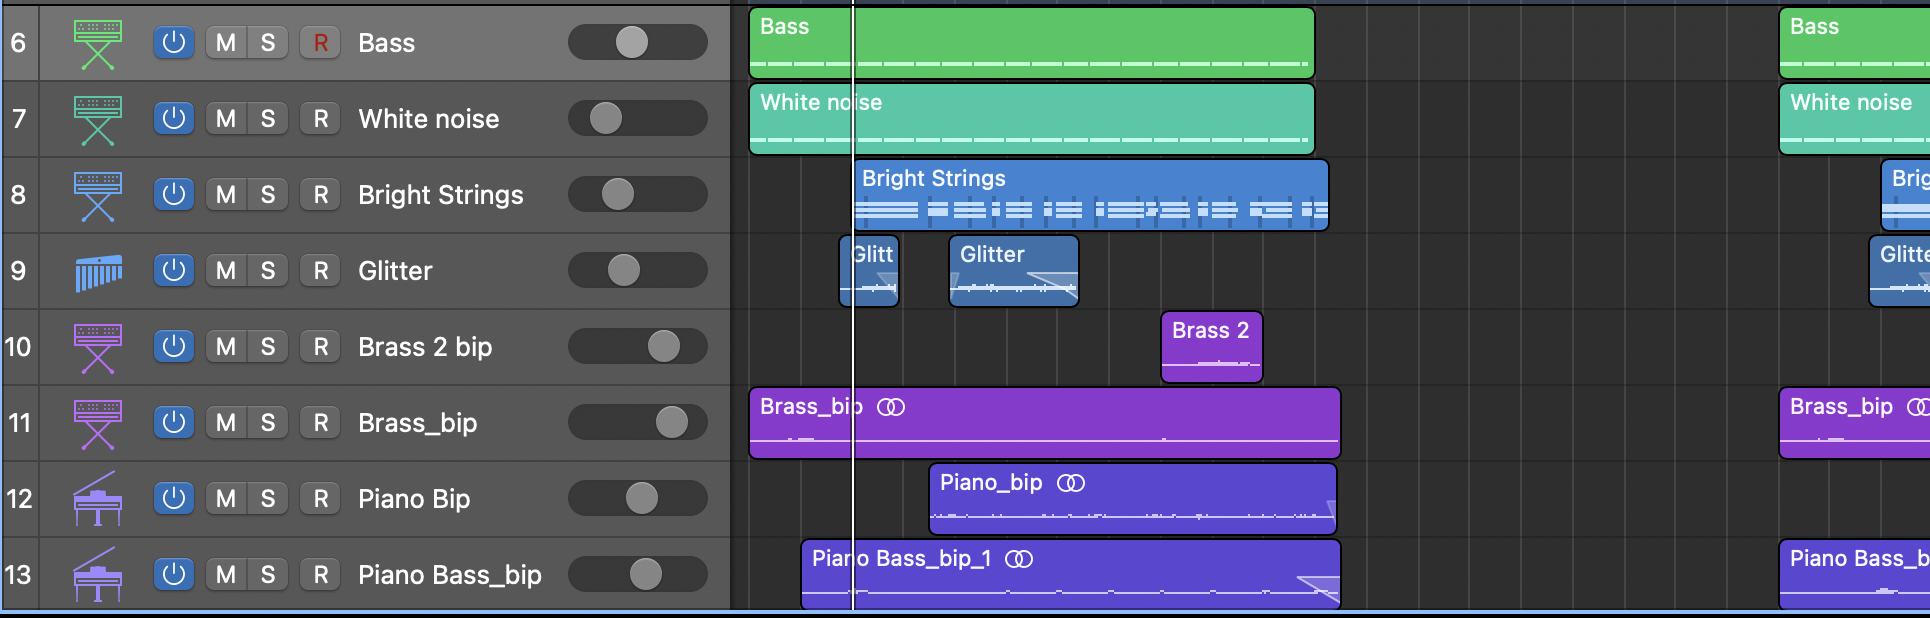 6 M S R Bass Bass Bass
7 M S R White noise White noise White noise
8 M S R Bright Strings Bright Strings Brig
9 M S R Glitter Glitt Glitter Glitte
10 M S R Brass 2 bip Brass 2
11 M S R Brass_bip Brass_bip Brass_bip
12 M S R Piano Bip Piano_bip
13 M S R Piano Bass_bip Piano Bass_bip_1 Piano Bass_b